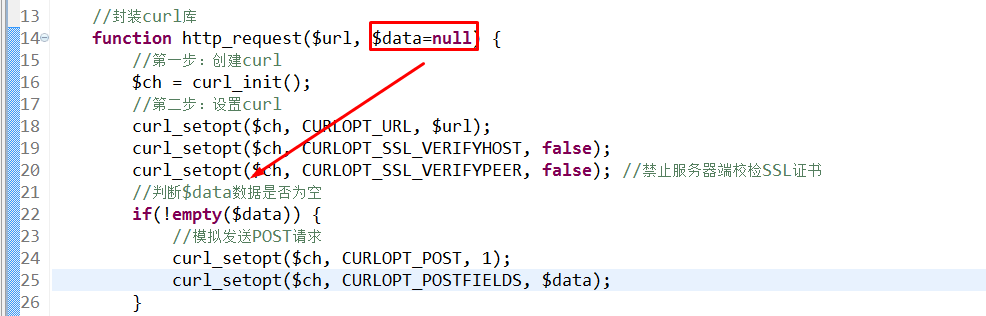 13 //封装curl库
14 function http_request($url, $data=null) {
15 //第一步：创建curl
16 $ch = curl_init();
17 //第二步：设置curl
18 curl_setopt($ch, CURLOPT_URL, $url);
19 curl_setopt($ch, CURLOPT_SSL_VERIFYHOST, false);
20 curl_setopt($ch, CURLOPT_SSL_VERIFYPEER, false); //禁止服务器端校检SSL证书
21 //判断$data数据是否为空
22 if(!empty($data)) {
23 //模拟发送POST请求
24 curl_setopt($ch, CURLOPT_POST, 1);
25 curl_setopt($ch, CURLOPT_POSTFIELDS, $data);
26 }